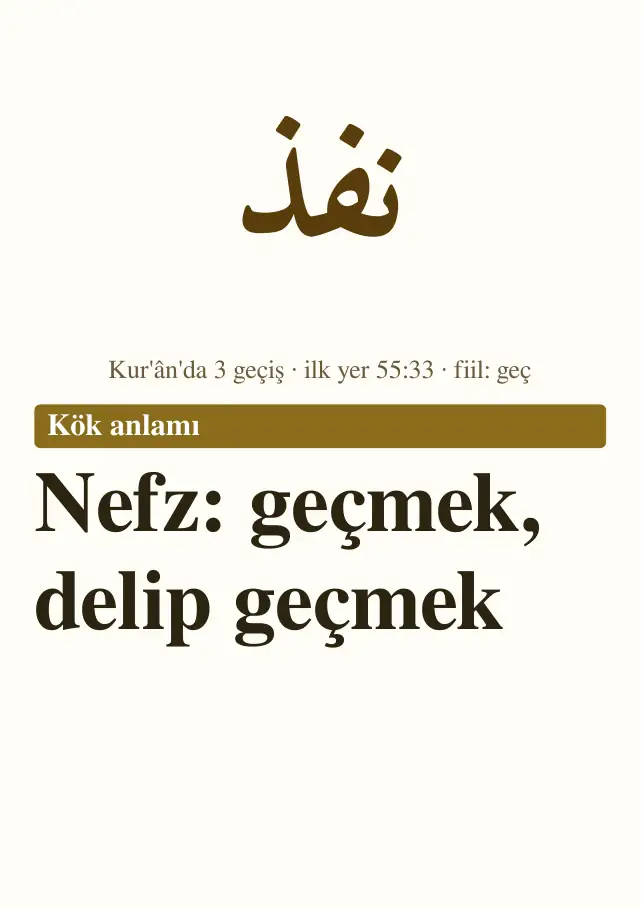 نفذ
Kur'ân'da 3 geçiş · ilk yer 55:33 · fiil: geç
Kök anlamı
Nefz: geçmek,
delip geçmek